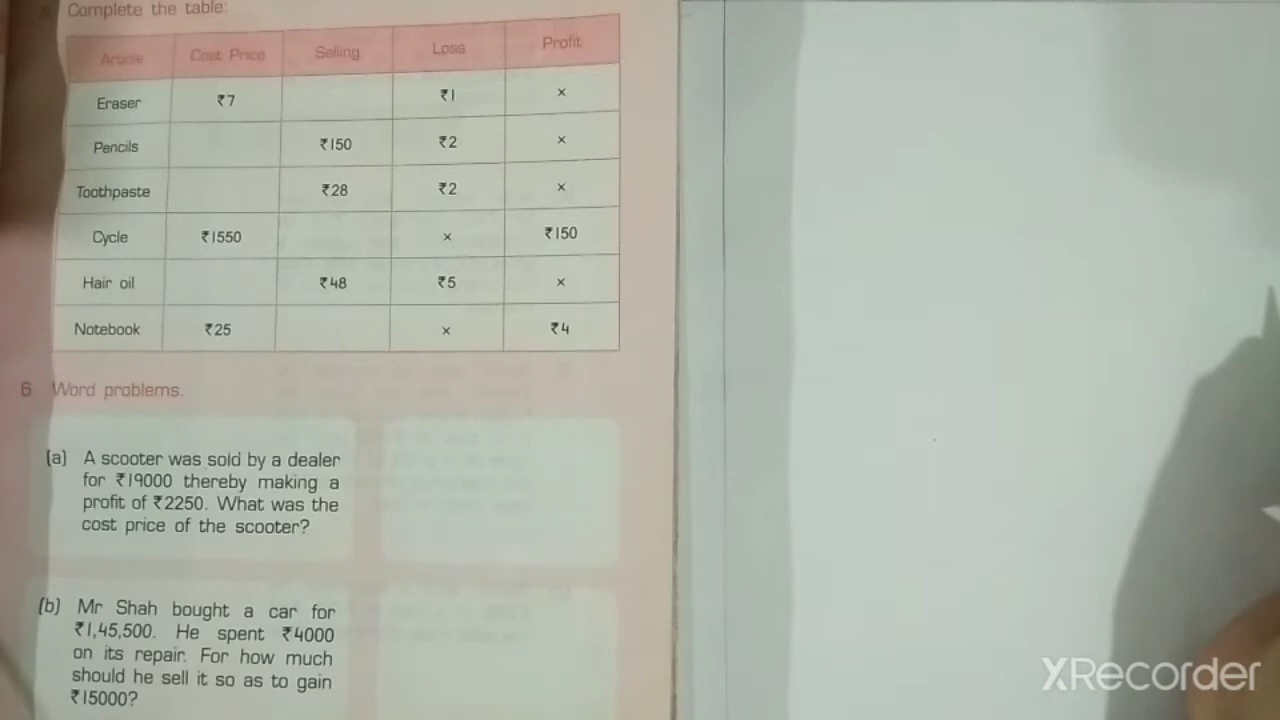 Complete the table:
Article Cost Price Selling Loss Profit
Eraser ₹7 ₹1 ×
Pencils ₹150 ₹2 ×
Toothpaste ₹28 ₹2 ×
Cycle ₹1550 × ₹150
Hair oil ₹48 ₹5 ×
Notebook ₹25 × ₹4
6 Word problems.
(a) A scooter was sold by a dealer
for ₹19000 thereby making a
profit of ₹2250. What was the
cost price of the scooter?
(b) Mr Shah bought a car for
₹1,45,500. He spent ₹4000
on its repair. For how much
should he sell it so as to gain
₹15000?
XRecorder